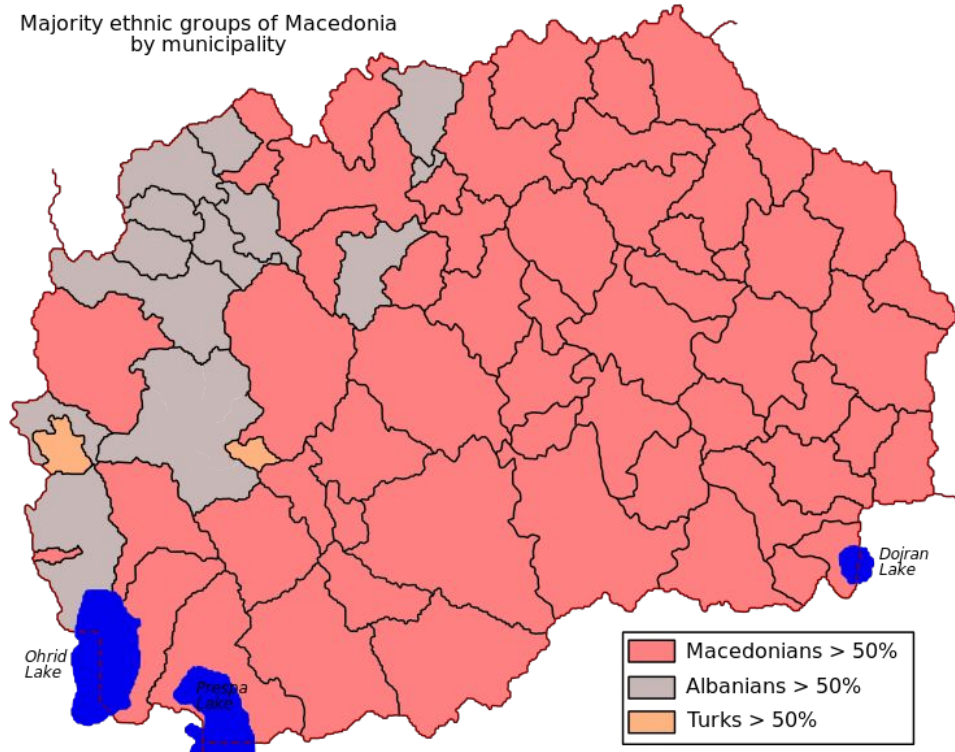 Majority ethnic groups of Macedonia
by municipality
Dojran
Lake
Ohrid
Lake
Prespa
Lake
Macedonians > 50%
Albanians > 50%
Turks > 50%